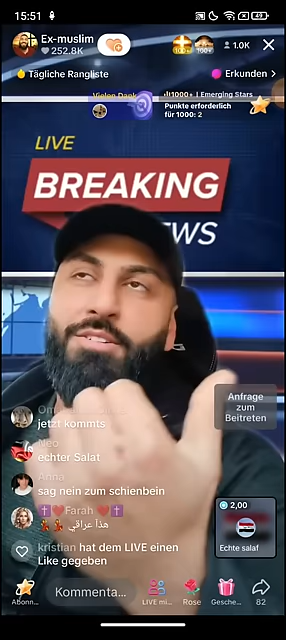 15:51
49
Ex-muslim
252.8K
100+
100+
1.0K
Tägliche Rangliste
Erkunden >
Vielen Dank
1000+ | Emerging Stars
Punkte erforderlich
für 1000: 2
LIVE
BREAKING
NEWS
Anfrage
zum
Beitreten
jetzt kommts
Neo
echter Salat
Anna
sag nein zum schienbein
✝️❤️Farah❤️✝️
هذا عراقي
kristian hat dem LIVE einen
Like gegeben
2,00
Echte salaf
Abonn...
Kommenta...
LIVE mi...
Rose
Gesche...
82